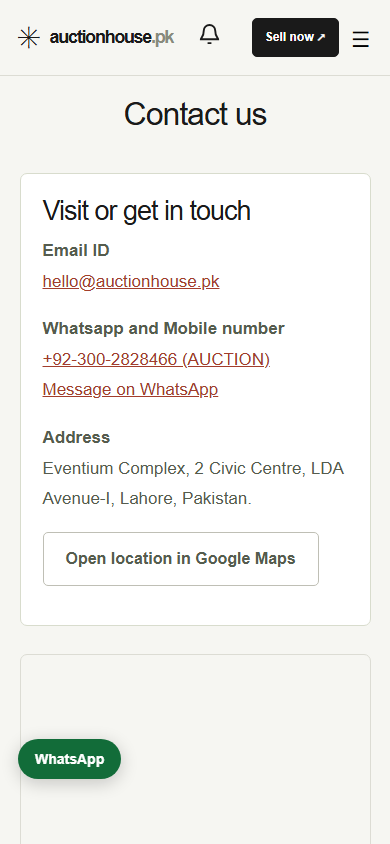 auctionhouse.pk
Sell now ↗
Contact us
Visit or get in touch
Email ID
hello@auctionhouse.pk
Whatsapp and Mobile number
+92-300-2828466 (AUCTION)
Message on WhatsApp
Address
Eventium Complex, 2 Civic Centre, LDA
Avenue-I, Lahore, Pakistan.
Open location in Google Maps
WhatsApp